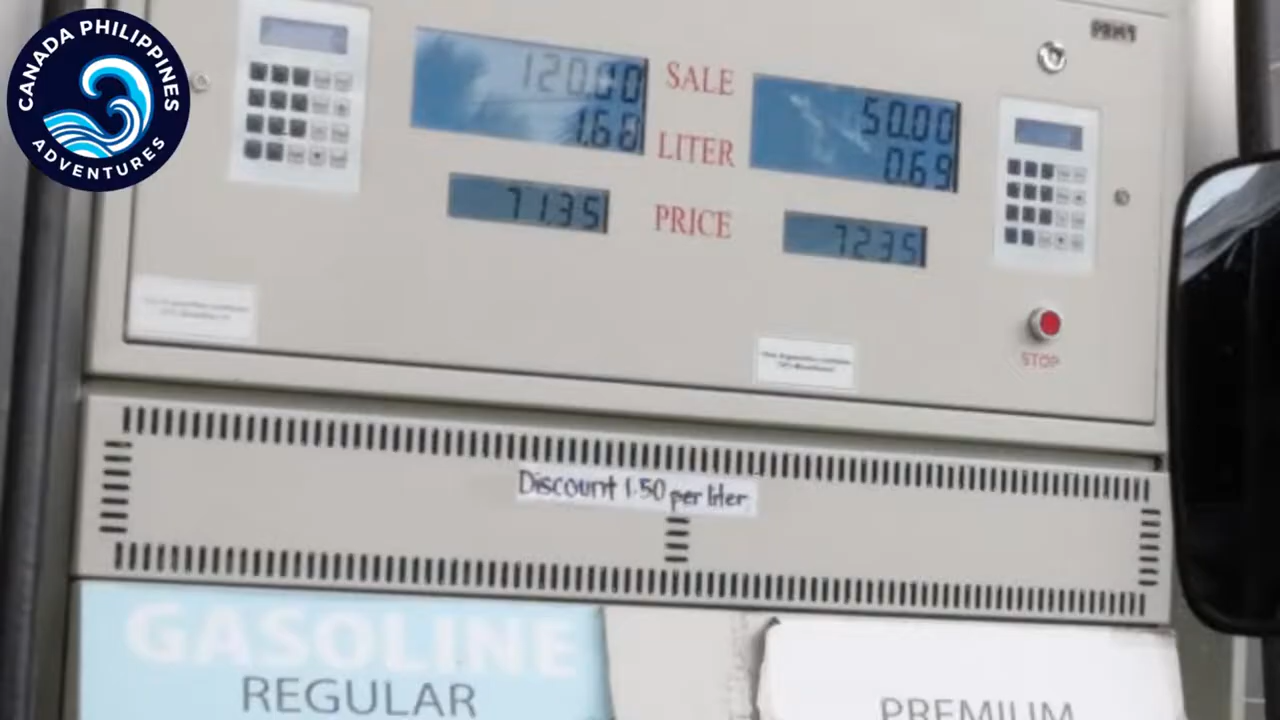 CANADA PHILIPPINES
ADVENTURES
120.00
SALE
50.00
1.68
LITER
0.69
71.35
PRICE
72.35
STOP
Discount 1.50 per liter
GASOLINE
REGULAR
PREMIUM